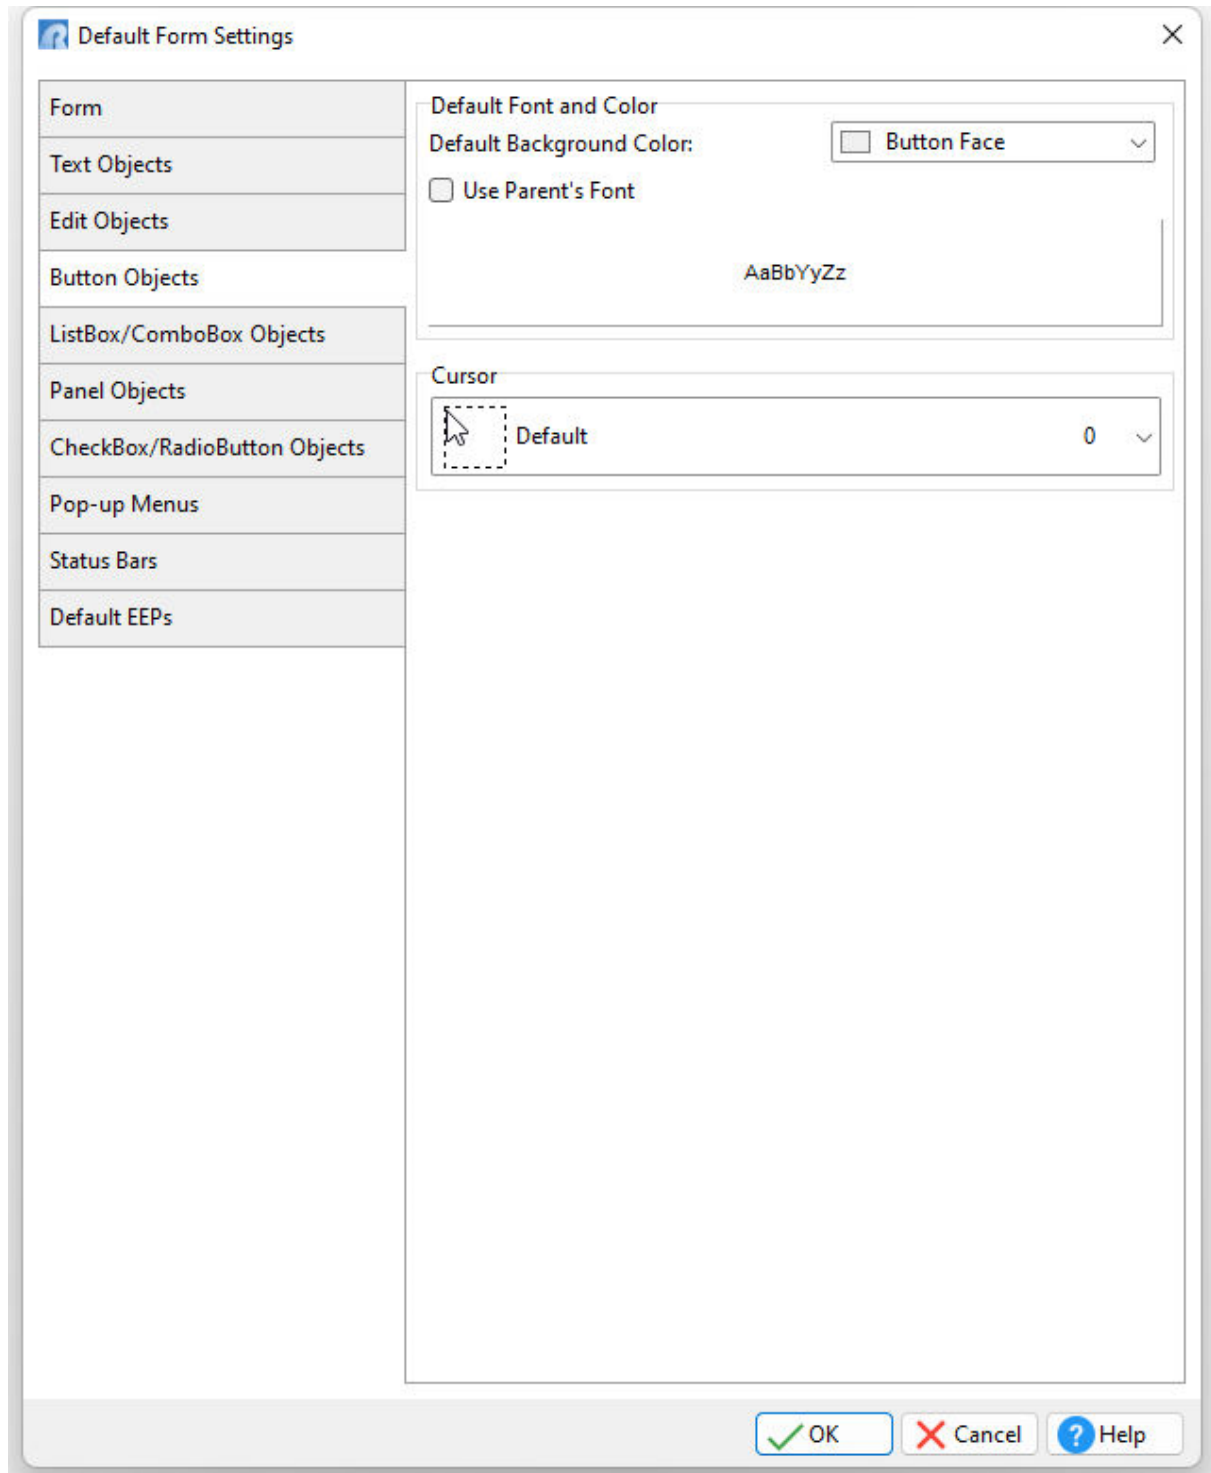 Default Form Settings
Form
Text Objects
Edit Objects
Button Objects
ListBox/ComboBox Objects
Panel Objects
CheckBox/RadioButton Objects
Pop-up Menus
Status Bars
Default EEPs
Default Font and Color
Default Background Color: Button Face
Use Parent's Font
AaBbYyZz
Cursor
Default 0
OK Cancel ? Help